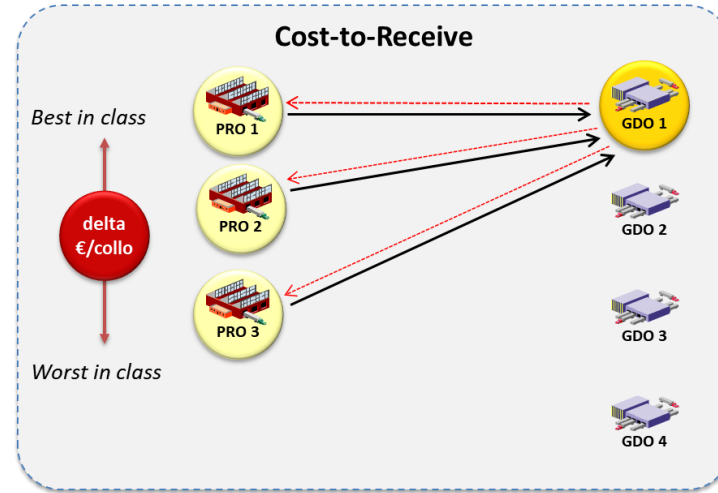 Cost-to-Receive
Best in class
PRO 1
GDO 1
delta
€/collo
PRO 2
GDO 2
PRO 3
GDO 3
Worst in class
GDO 4